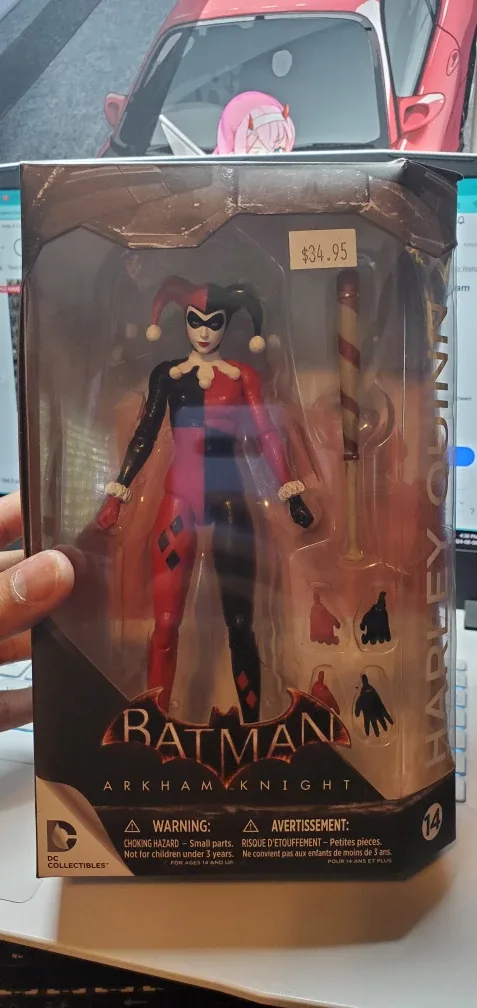 $34.95
HARLEY QUINN
BATMAN
ARKHAM KNIGHT
WARNING:
CHOKING HAZARD – Small parts.
Not for children under 3 years.
FOR AGES 14 AND UP
AVERTISSEMENT:
RISQUE D'ETOUFFEMENT – Petites pieces.
Ne convient pas aux enfants de moins de 3 ans.
POUR 14 ANS ET PLUS
DC
COLLECTIBLES™
14